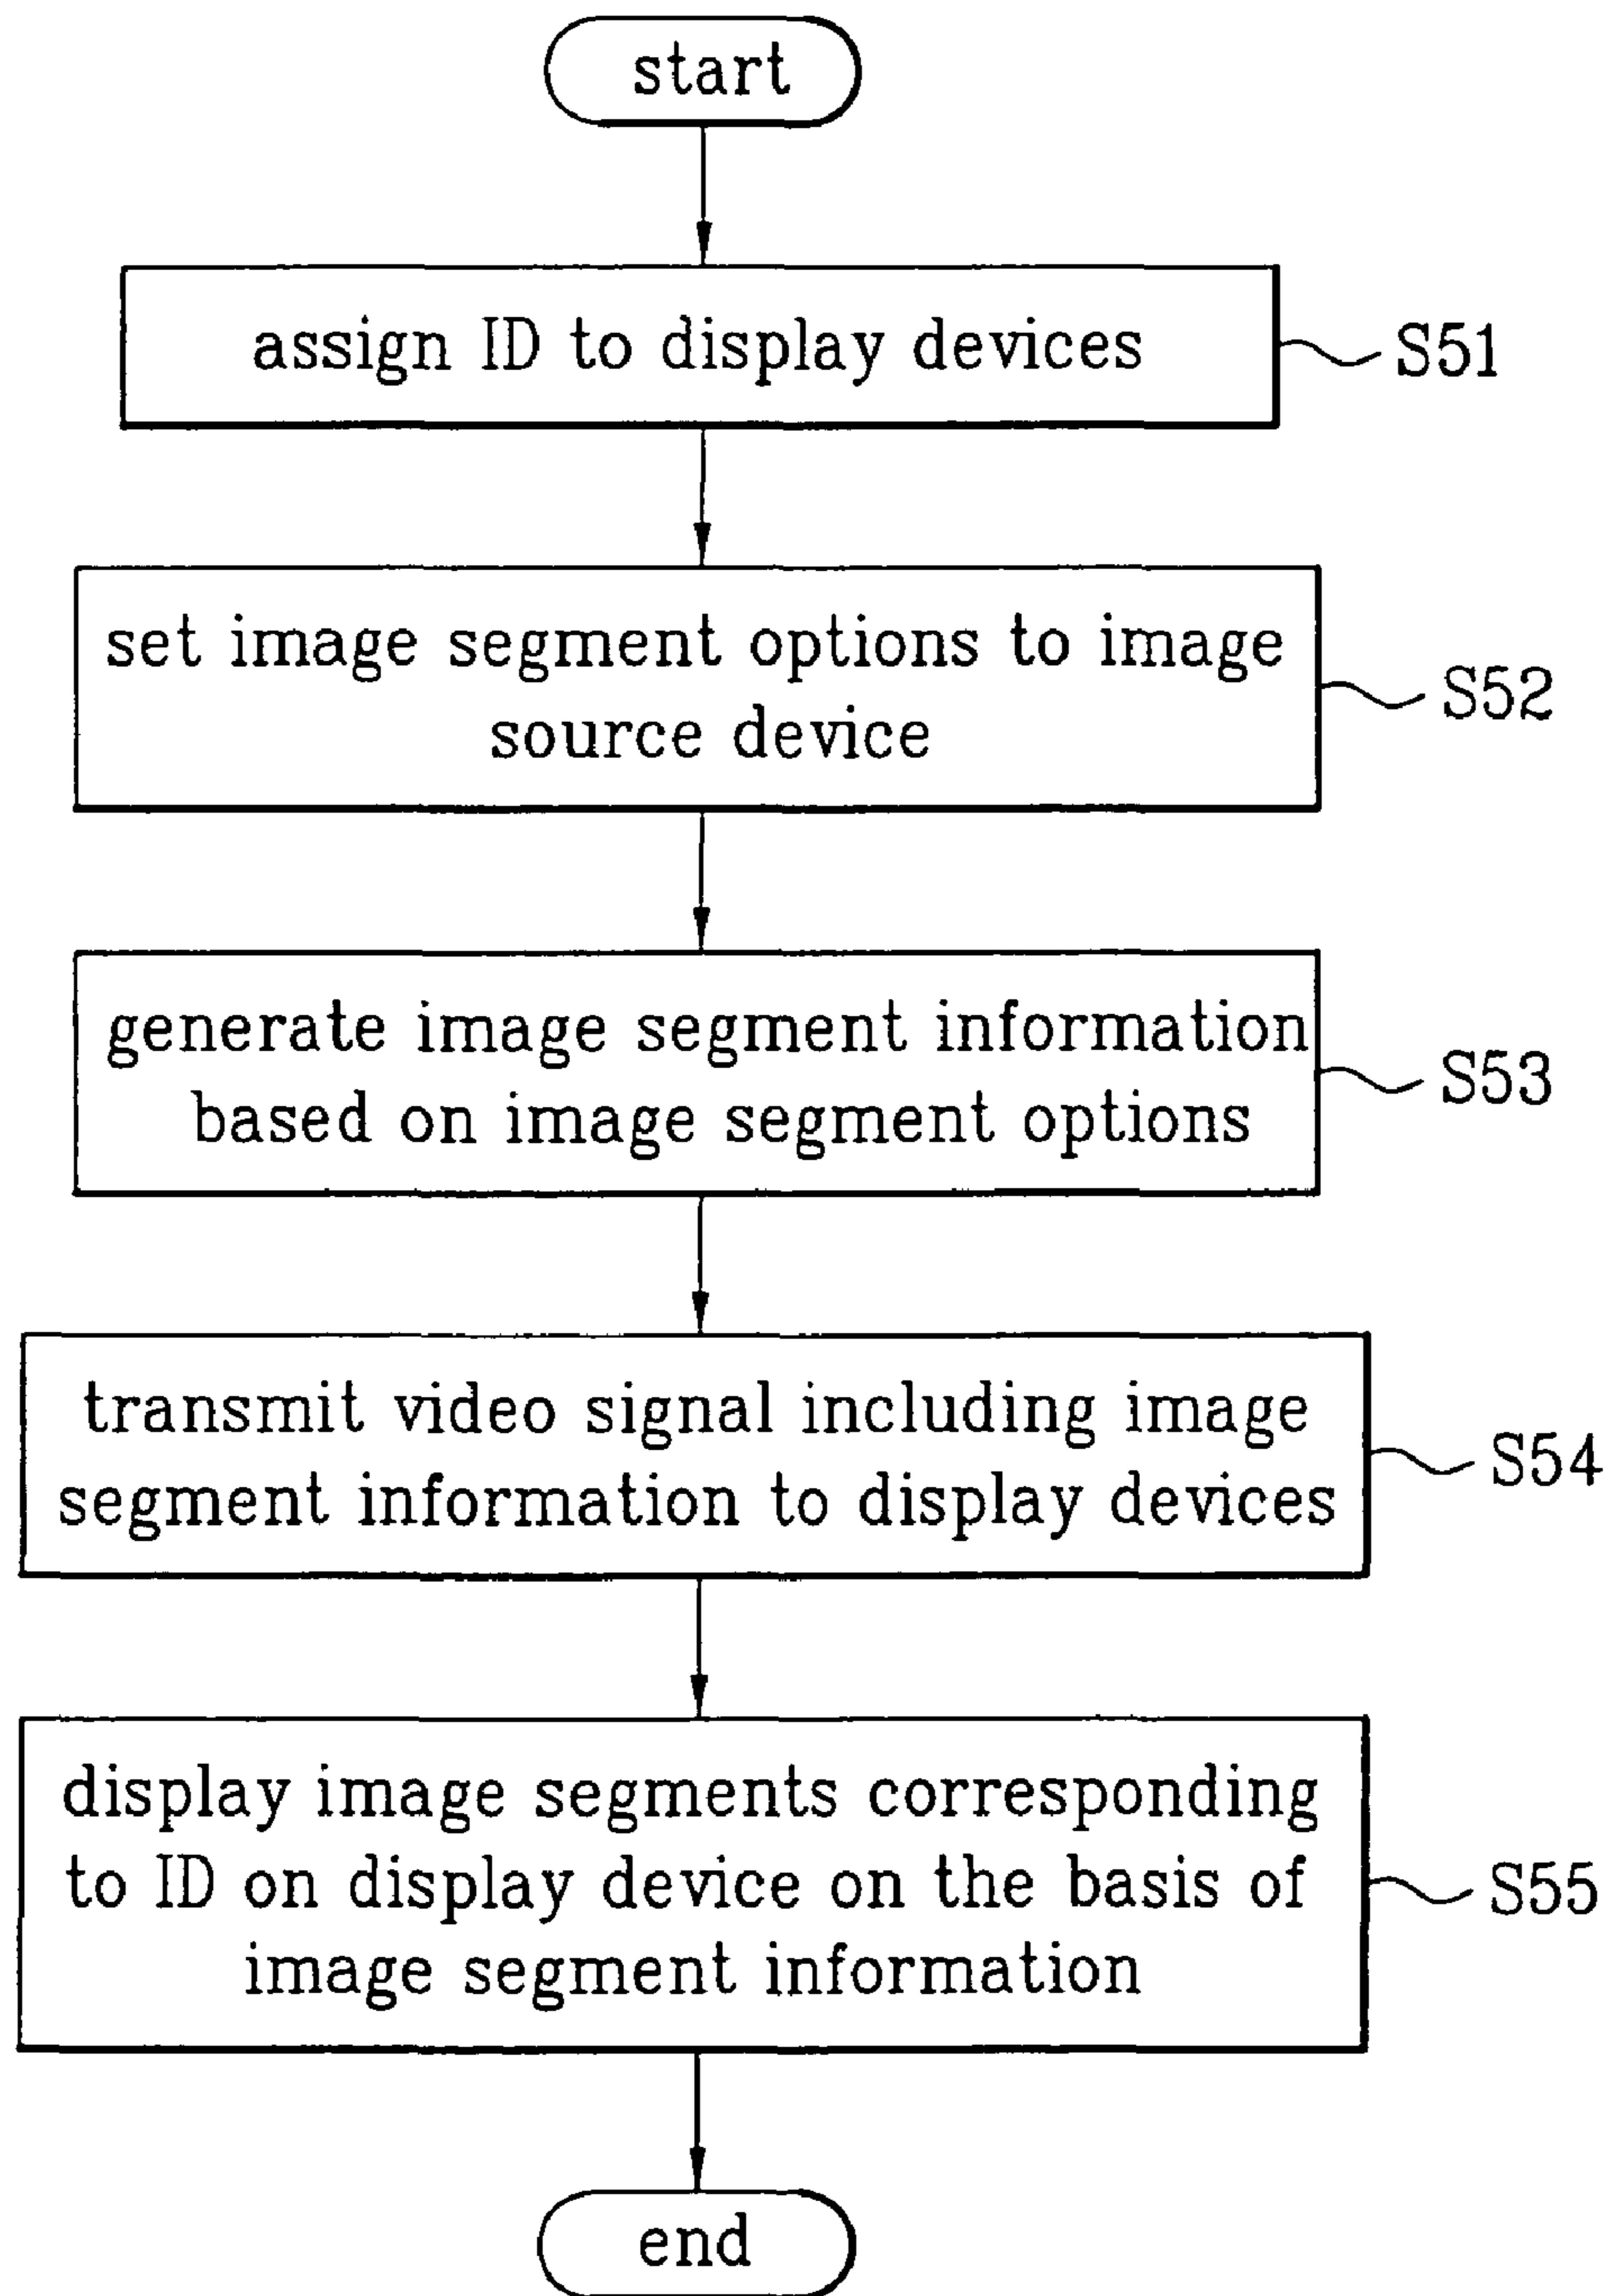 start
assign ID to display devices
S51
set image segment options to image
source device
S52
generate image segment information
based on image segment options
S53
transmit video signal including image
segment information to display devices
S54
display image segments corresponding
to ID on display device on the basis of
image segment information
S55
end